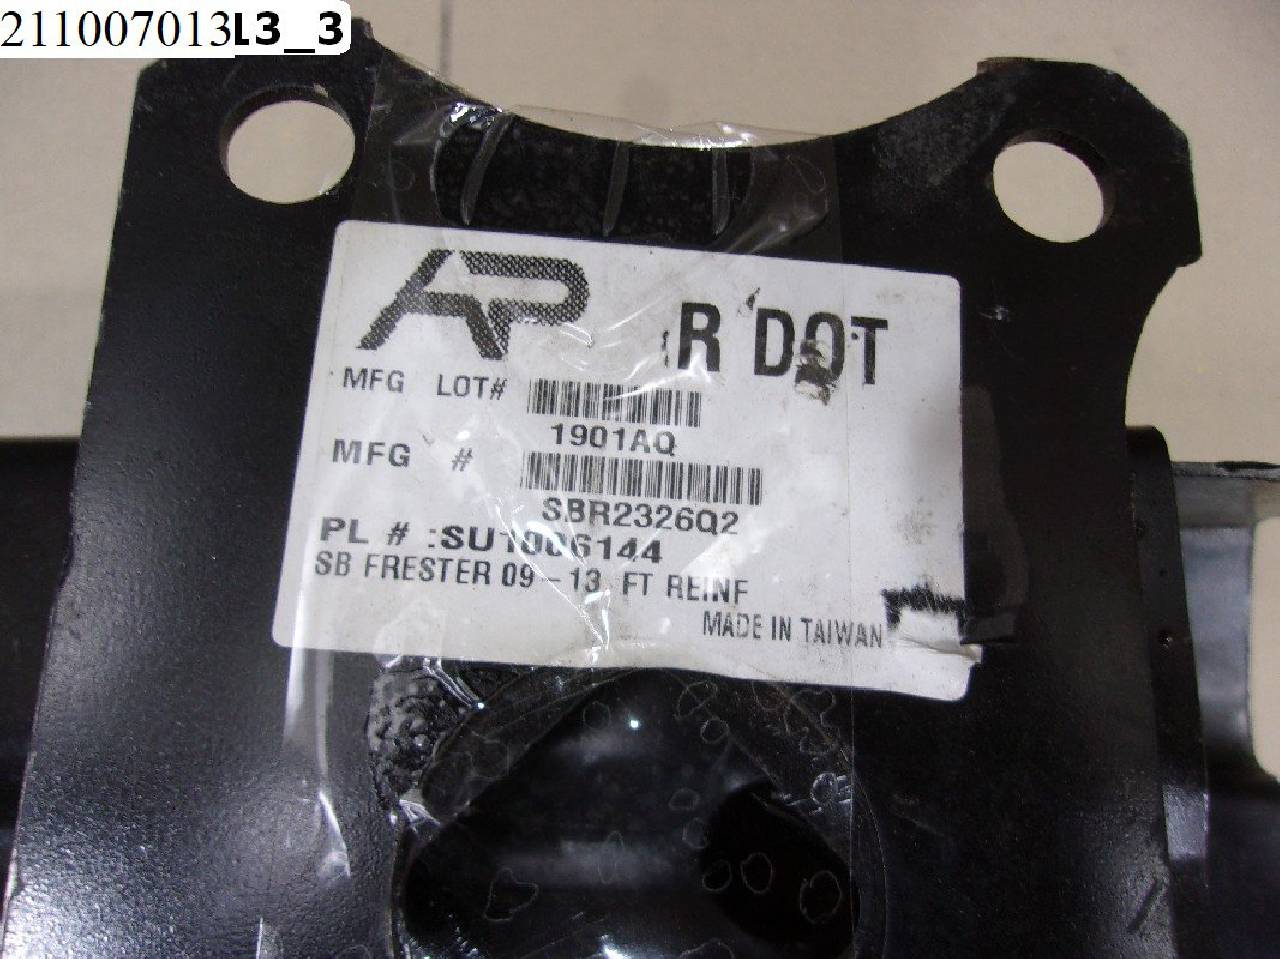 211007013L3_3
AP R DOT
MFG LOT#
1901AQ
MFG #
SBR2326Q2
PL # :SU1006144
SB FRESTER 09-13 FT REINF
MADE IN TAIWAN